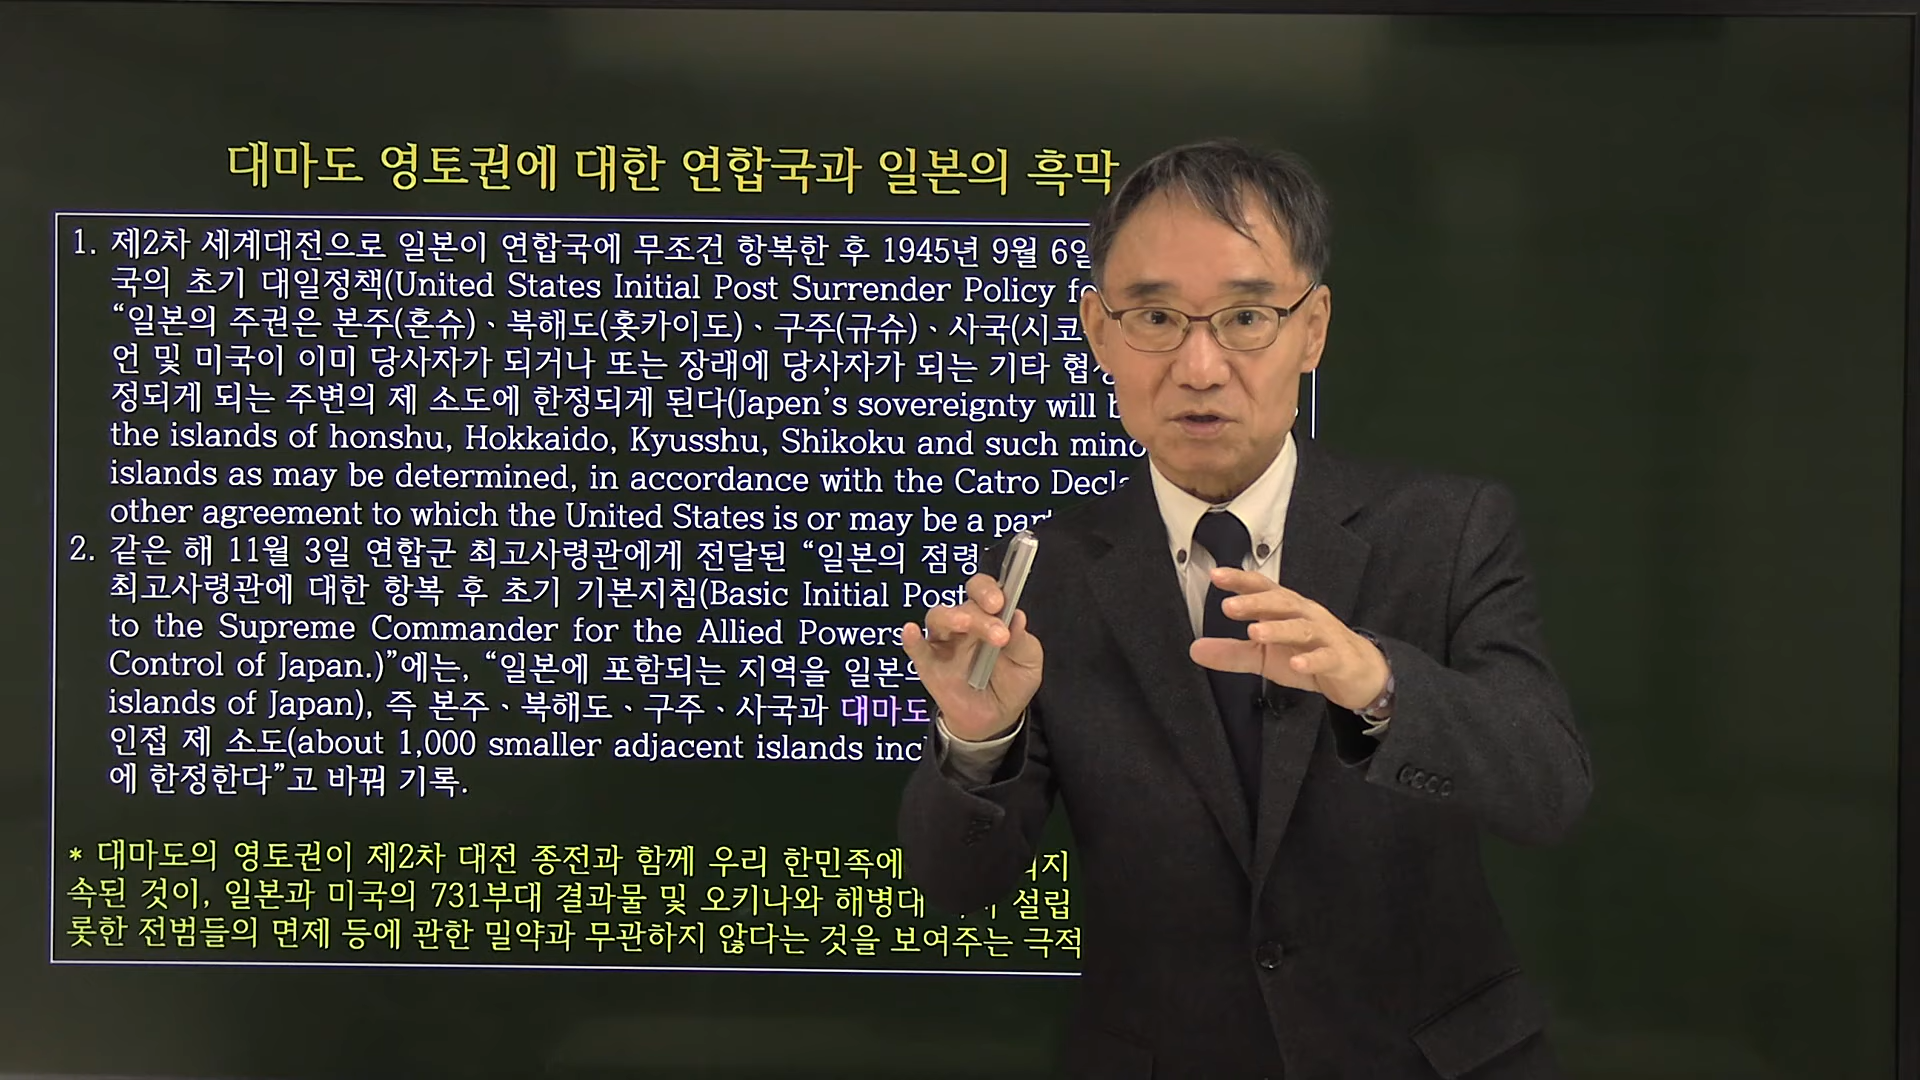 대마도 영토권에 대한 연합국과 일본의 흑막
1. 제2차 세계대전으로 일본이 연합국에 무조건 항복한 후 1945년 9월 6일
국의 초기 대일정책(United States Initial Post Surrender Policy
“일본의 주권은 본주(혼슈)、북해도(홋카이도)、구주(규슈)、사국(시코
언 및 미국이 이미 당사자가 되거나 또는 장래에 당사자가 되는 기타
정되게 되는 주변의 제 소도에 한정되게 된다(Japen’s sovereignty will
the islands of honshu, Hokkaido, Kyusshu, Shikoku and such
islands as may be determined, in accordance with the Catro
other agreement to which the United States is or may be a
2. 같은 해 11월 3일 연합군 최고사령관에게 전달된 “일본의
최고사령관에 대한 항복 후 초기 기본지침(Basic Initial Post
to the Supreme Commander for the Allied Powers
Control of Japan.)”에는, “일본에 포함되는 지역을
islands of Japan), 즉 본주、북해도、구주、사국과 대마도
인접 제 소도(about 1,000 smaller adjacent islands
에 한정한다”고 바꿔 기록.
* 대마도의 영토권이 제2차 대전 종전과 함께 우리 한민족에
속된 것이, 일본과 미국의 731부대 결과물 및 오키나와 해병대 설립
롯한 전범들의 면제 등에 관한 밀약과 무관하지 않다는 것을 보여주는 극적